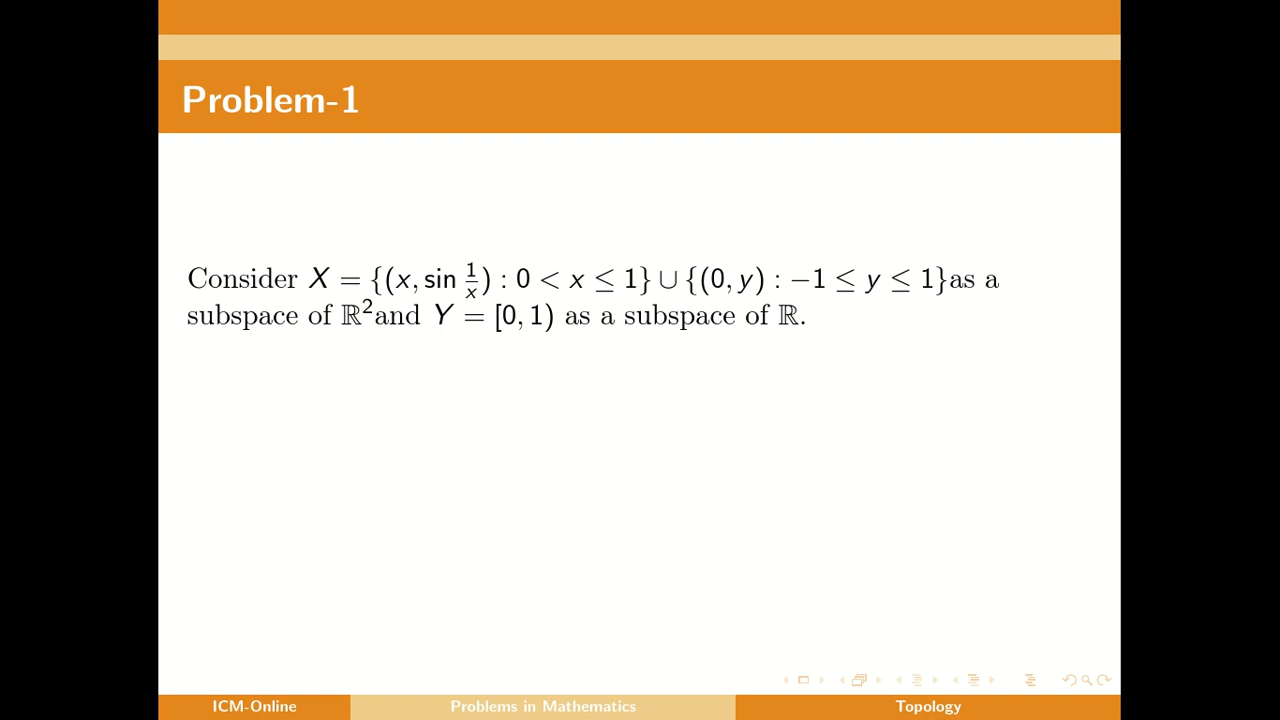 Problem-1
Consider X = {(x, sin 1/x) : 0 < x ≤ 1} ∪ {(0, y) : −1 ≤ y ≤ 1}as a
subspace of ℝ²and Y = [0, 1) as a subspace of ℝ.
ICM-Online Problems in Mathematics Topology